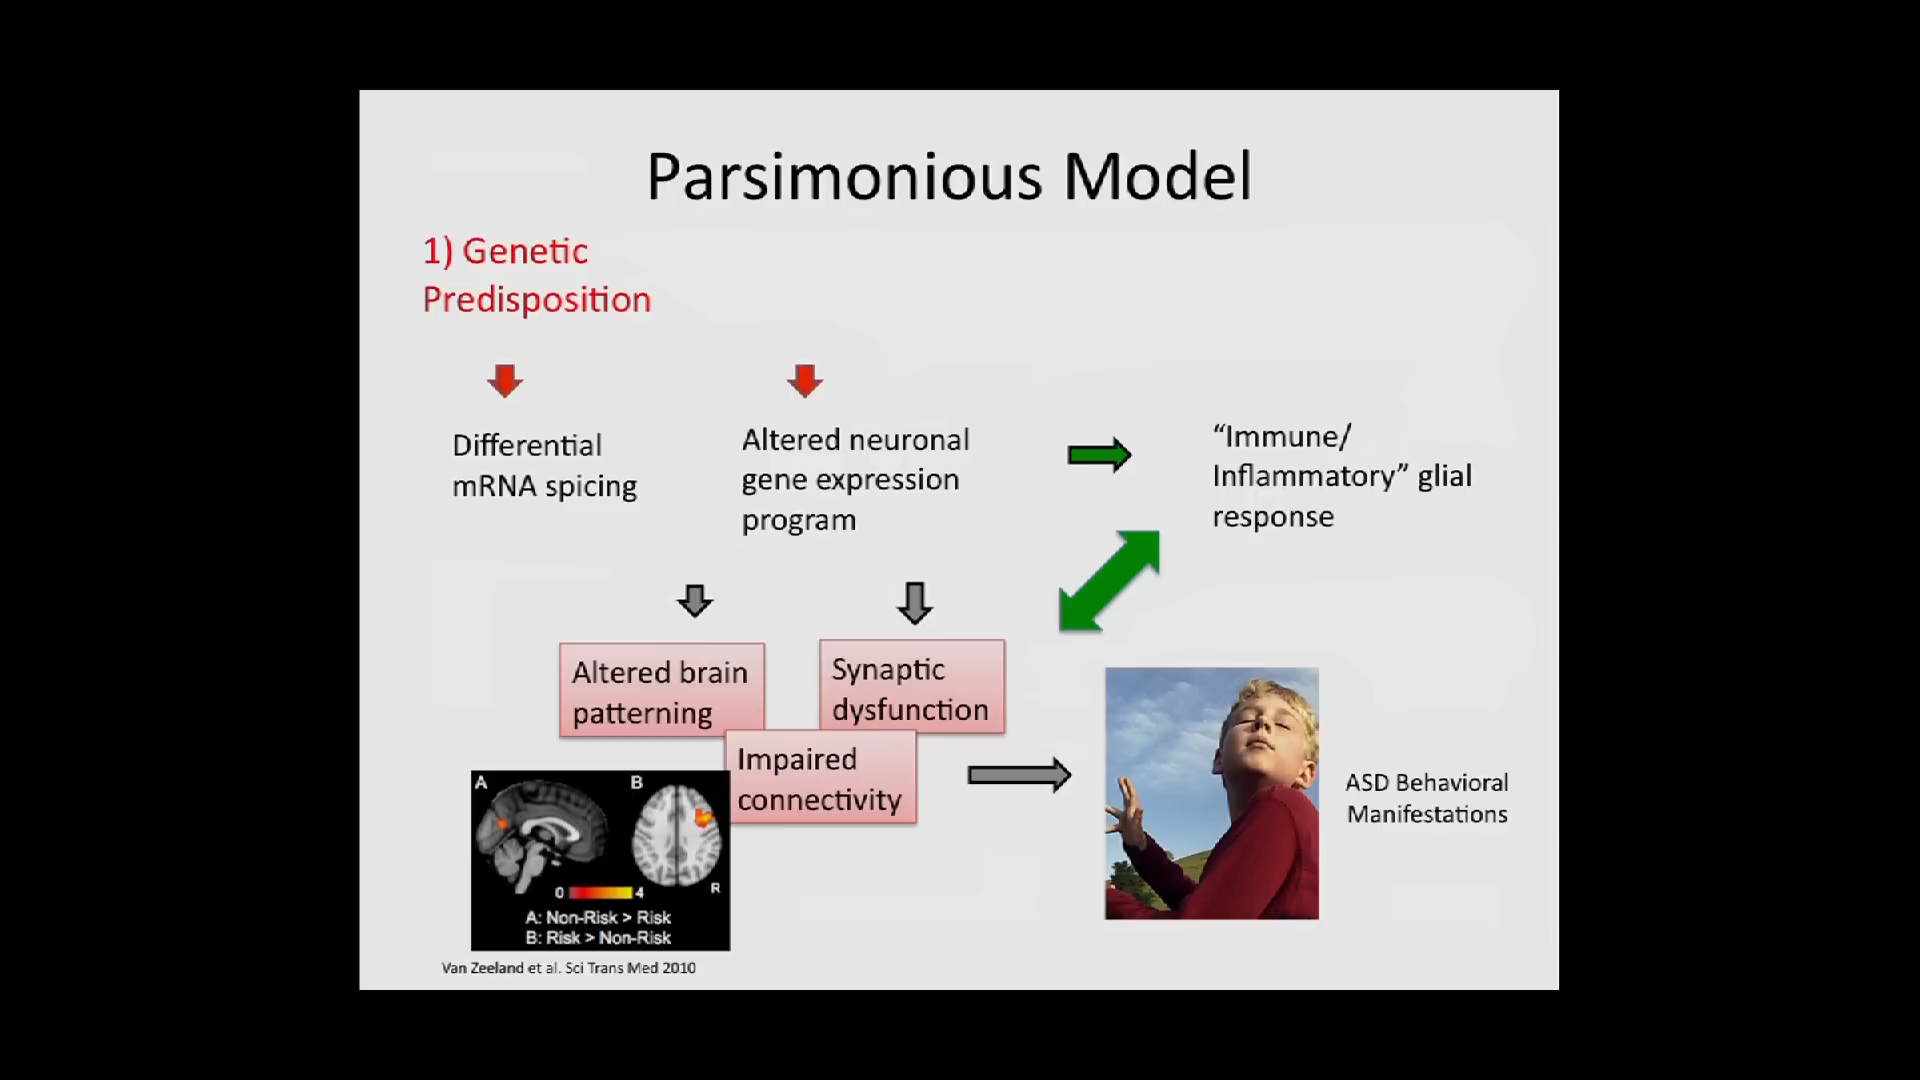 Parsimonious Model
1) Genetic
Predisposition
Differential
mRNA spicing
Altered neuronal
gene expression
program
“Immune/
Inflammatory” glial
response
Altered brain
patterning
Synaptic
dysfunction
Impaired
connectivity
A
B
0
4
R
A: Non-Risk > Risk
B: Risk > Non-Risk
ASD Behavioral
Manifestations
Van Zeeland et al. Sci Trans Med 2010